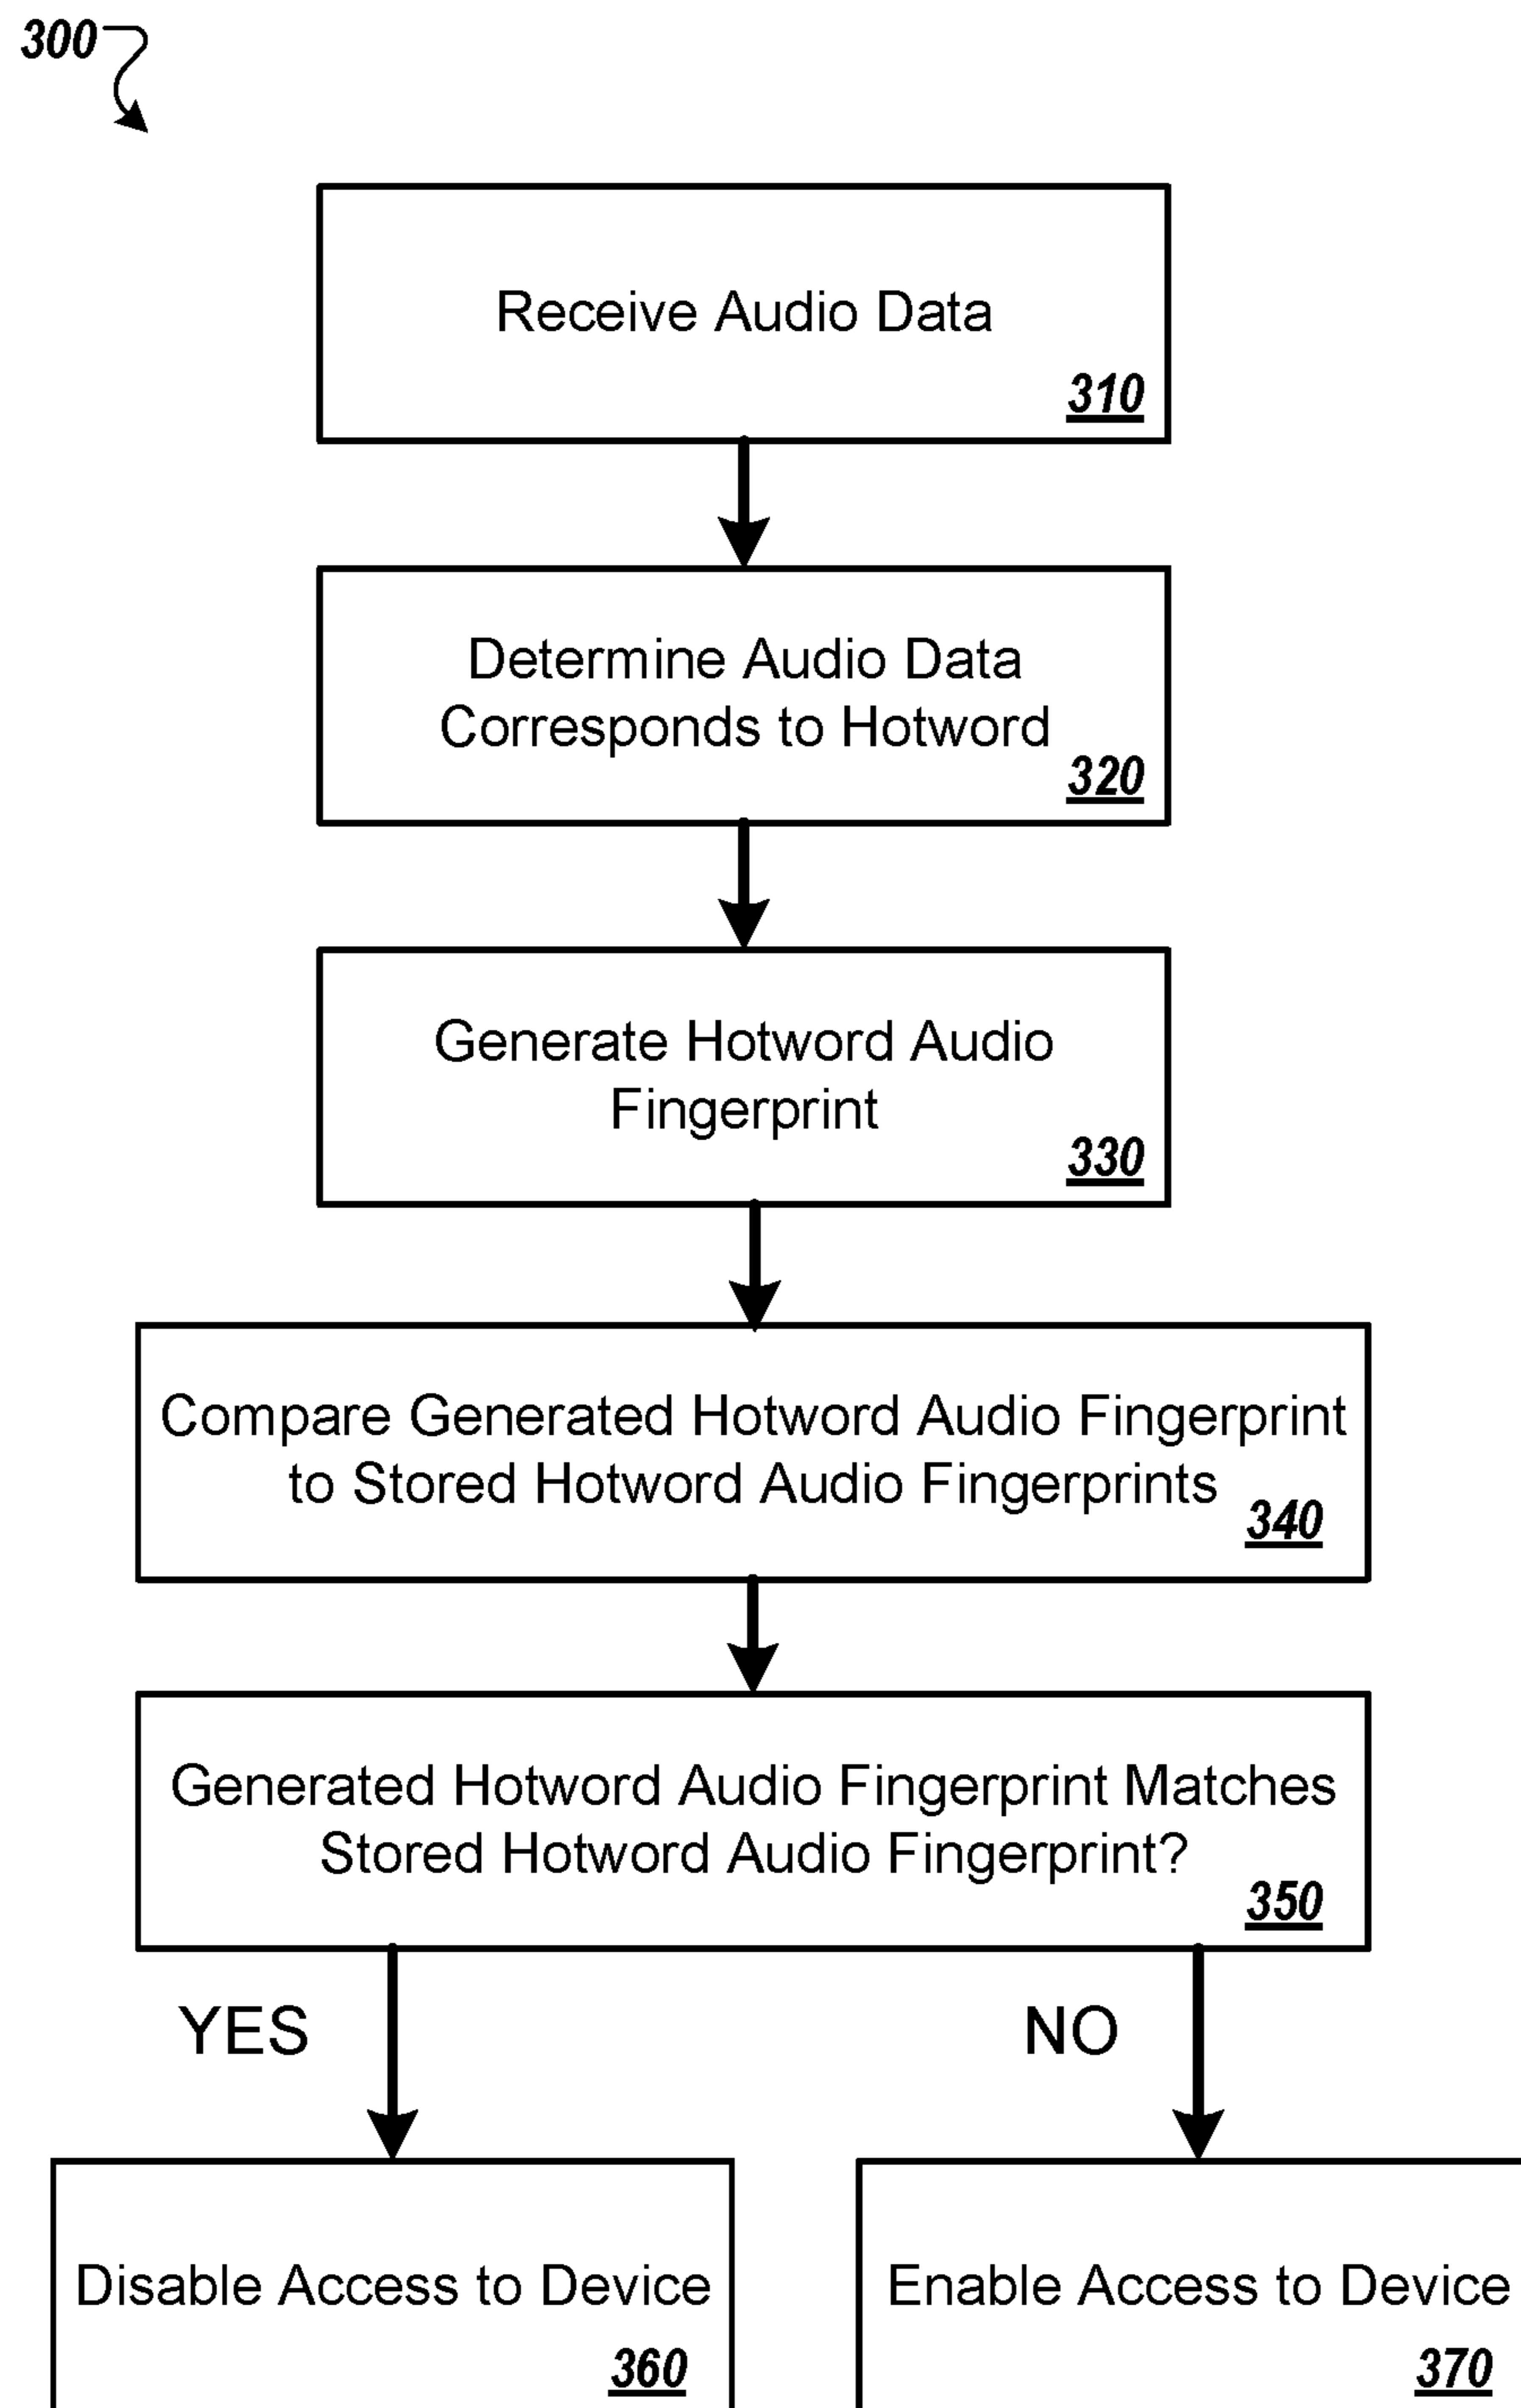 300
Receive Audio Data
310
Determine Audio Data
Corresponds to Hotword
320
Generate Hotword Audio
Fingerprint
330
Compare Generated Hotword Audio Fingerprint
to Stored Hotword Audio Fingerprints
340
Generated Hotword Audio Fingerprint Matches
Stored Hotword Audio Fingerprint?
350
YES
NO
Disable Access to Device
360
Enable Access to Device
370